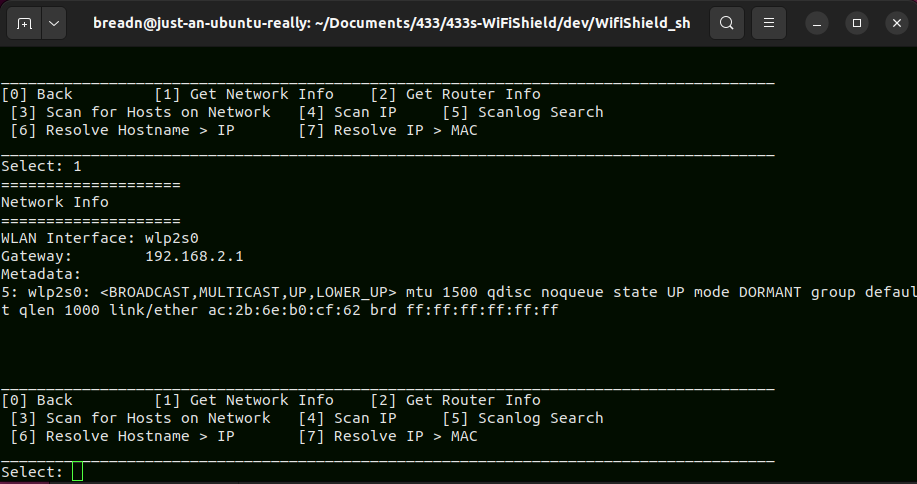 breadn@just-an-ubuntu-really: ~/Documents/433/433s-WiFiShield/dev/WifiShield_sh
______________________________________________________________________________________
[0] Back         [1] Get Network Info    [2] Get Router Info
 [3] Scan for Hosts on Network   [4] Scan IP     [5] Scanlog Search
 [6] Resolve Hostname > IP       [7] Resolve IP > MAC
______________________________________________________________________________________
Select: 1
====================
Network Info
====================
WLAN Interface: wlp2s0
Gateway:        192.168.2.1
Metadata:
5: wlp2s0: <BROADCAST,MULTICAST,UP,LOWER_UP> mtu 1500 qdisc noqueue state UP mode DORMANT group defaul
t qlen 1000 link/ether ac:2b:6e:b0:cf:62 brd ff:ff:ff:ff:ff:ff
______________________________________________________________________________________
[0] Back         [1] Get Network Info    [2] Get Router Info
 [3] Scan for Hosts on Network   [4] Scan IP     [5] Scanlog Search
 [6] Resolve Hostname > IP       [7] Resolve IP > MAC
______________________________________________________________________________________
Select: